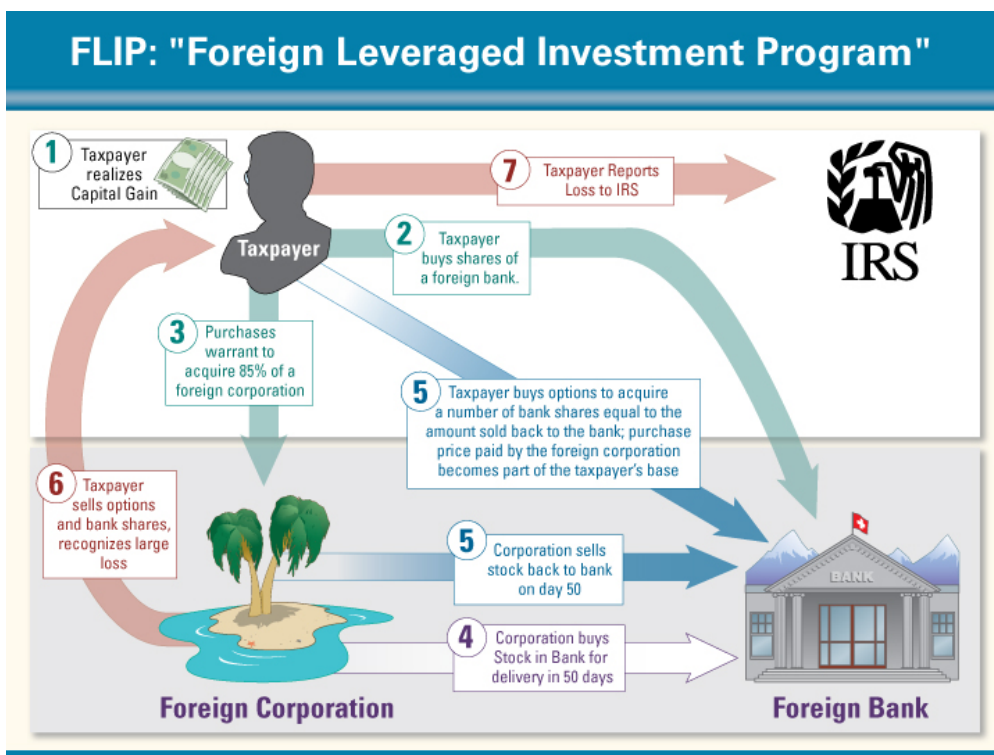 FLIP: "Foreign Leveraged Investment Program"
1
Taxpayer
realizes
Capital Gain
7
Taxpayer Reports
Loss to IRS
IRS
Taxpayer
2
Taxpayer
buys shares of
a foreign bank.
3
Purchases
warrant to
acquire 85% of a
foreign corporation
5
Taxpayer buys options to acquire
a number of bank shares equal to the
amount sold back to the bank; purchase
price paid by the foreign corporation
becomes part of the taxpayer's base
6
Taxpayer
sells options
and bank shares,
recognizes large
loss
5
Corporation sells
stock back to bank
on day 50
BANK
4
Corporation buys
Stock in Bank for
delivery in 50 days
Foreign Corporation
Foreign Bank